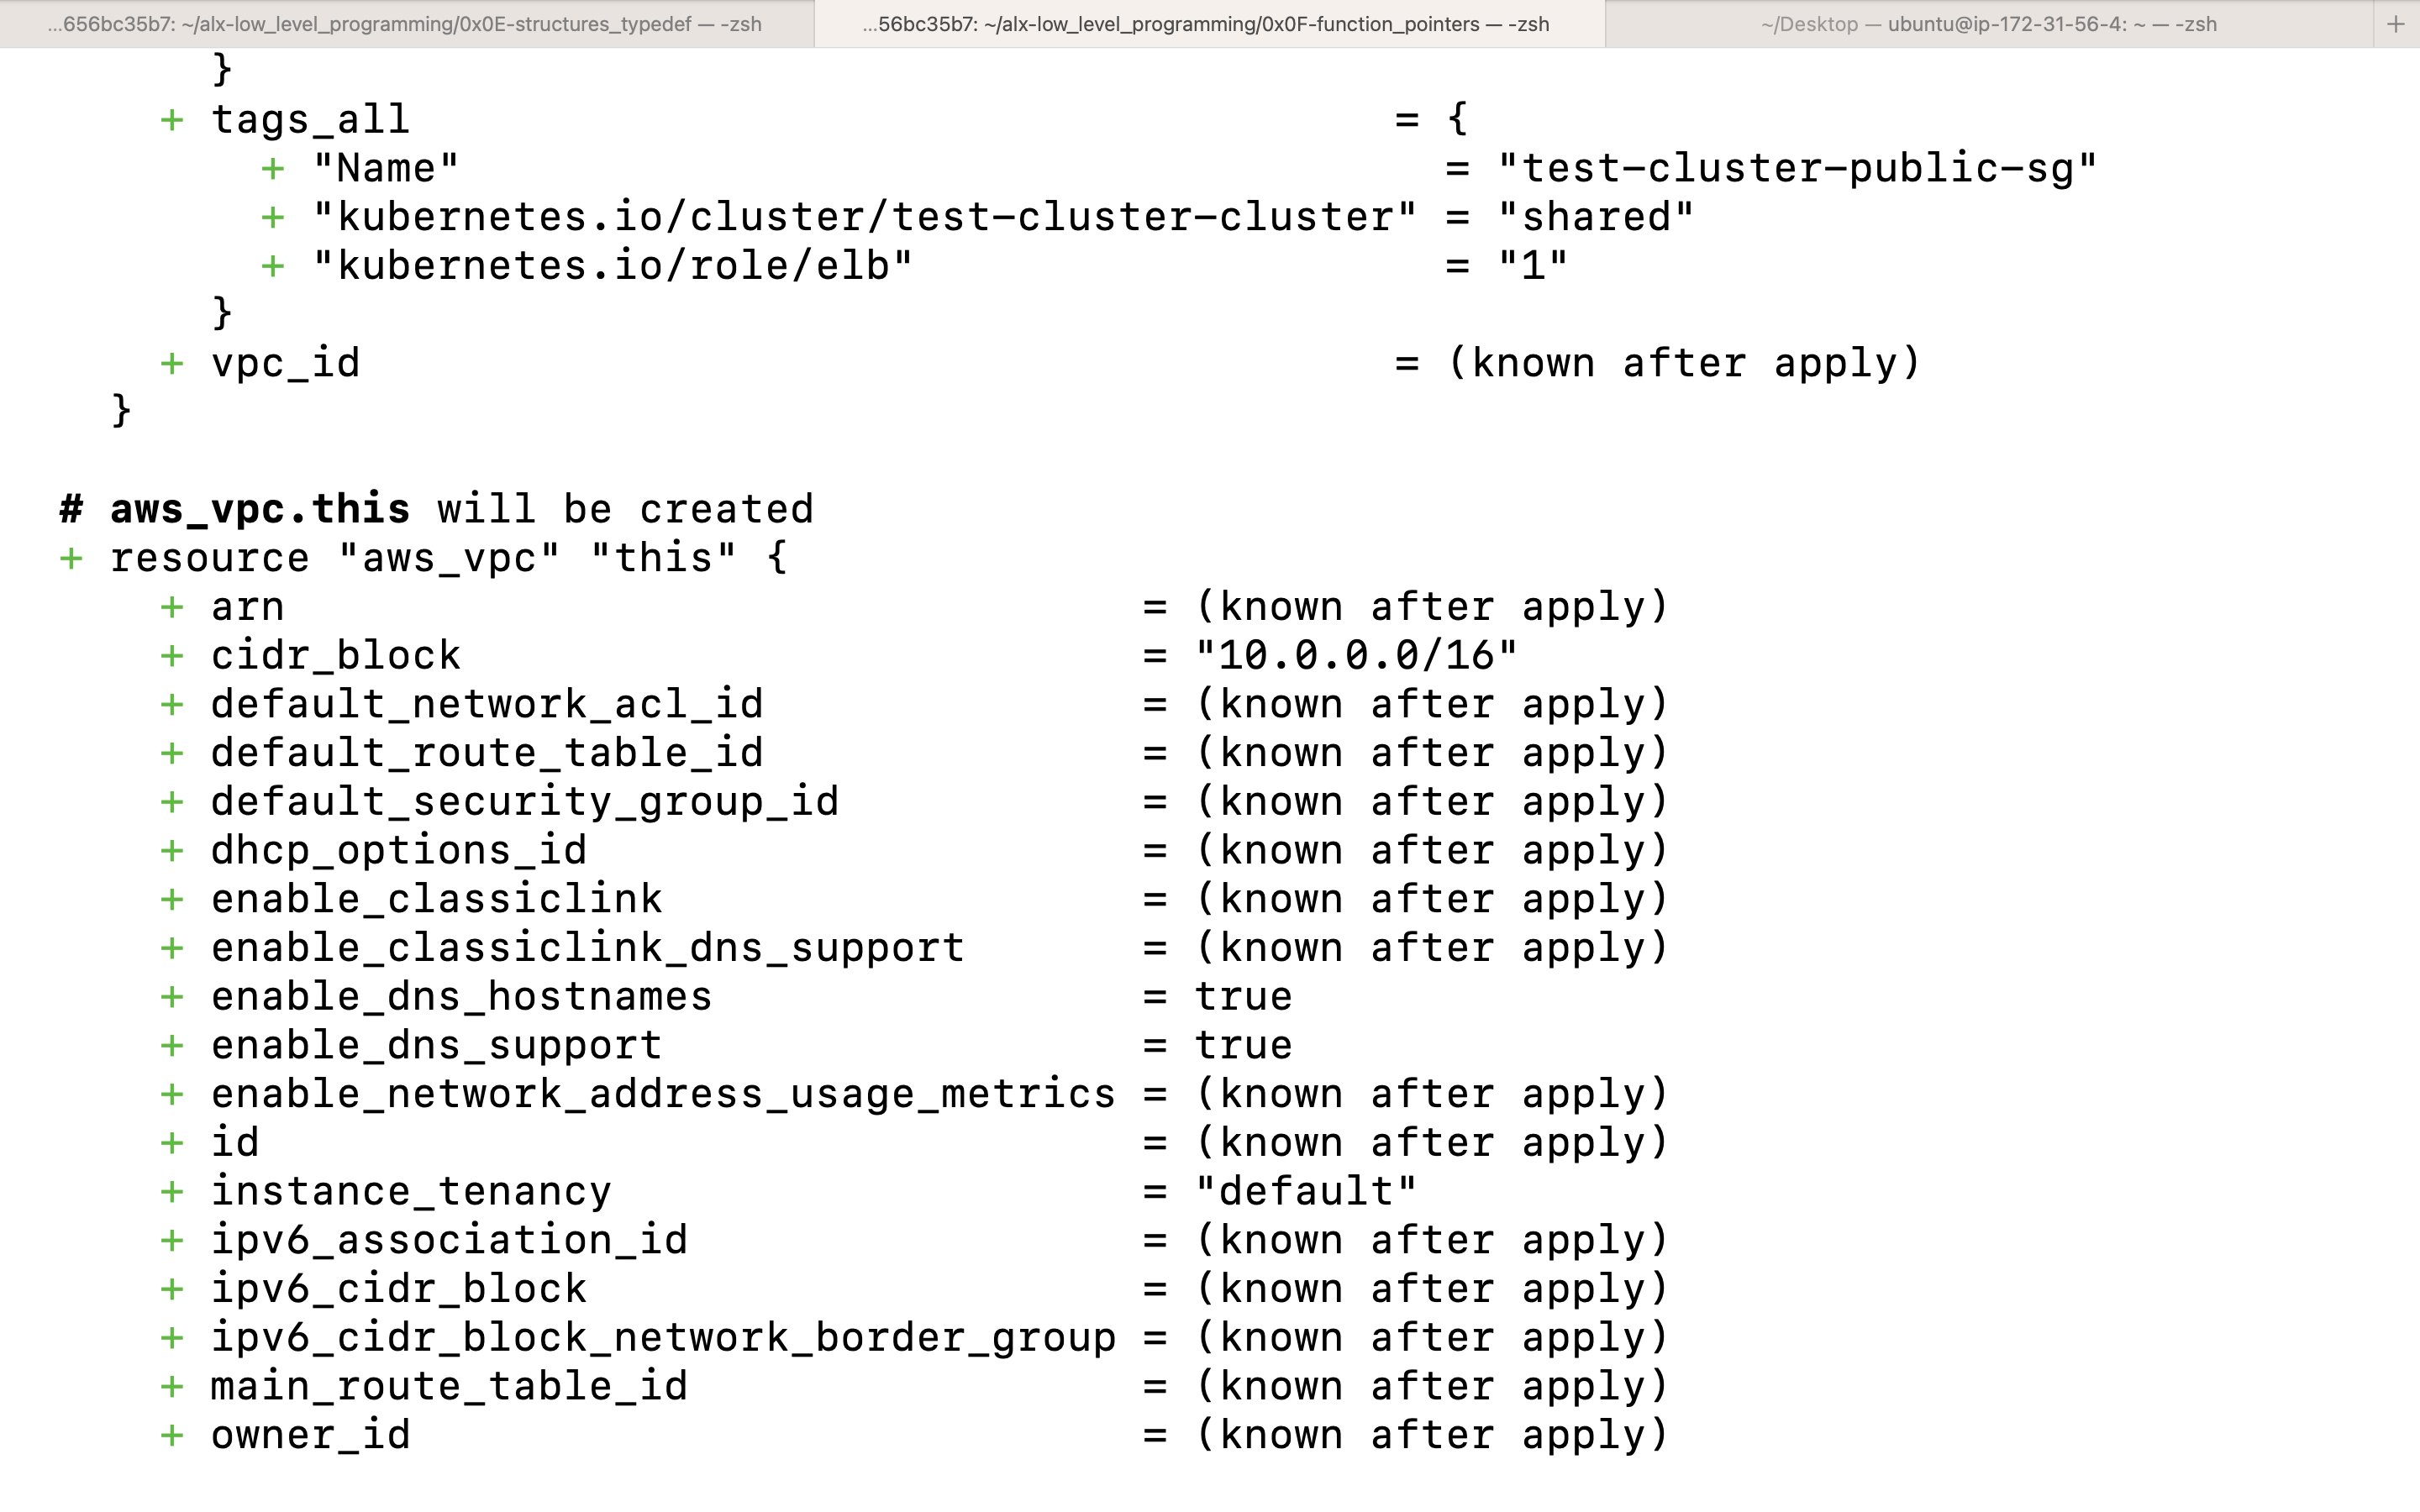 ...656bc35b7: ~/alx-low_level_programming/0x0E-structures_typedef — -zsh
...56bc35b7: ~/alx-low_level_programming/0x0F-function_pointers — -zsh
~/Desktop — ubuntu@ip-172-31-56-4: ~ — -zsh
+
}
+ tags_all = {
+ "Name" = "test-cluster-public-sg"
+ "kubernetes.io/cluster/test-cluster-cluster" = "shared"
+ "kubernetes.io/role/elb" = "1"
}
+ vpc_id = (known after apply)
}
# aws_vpc.this will be created
+ resource "aws_vpc" "this" {
+ arn = (known after apply)
+ cidr_block = "10.0.0.0/16"
+ default_network_acl_id = (known after apply)
+ default_route_table_id = (known after apply)
+ default_security_group_id = (known after apply)
+ dhcp_options_id = (known after apply)
+ enable_classiclink = (known after apply)
+ enable_classiclink_dns_support = (known after apply)
+ enable_dns_hostnames = true
+ enable_dns_support = true
+ enable_network_address_usage_metrics = (known after apply)
+ id = (known after apply)
+ instance_tenancy = "default"
+ ipv6_association_id = (known after apply)
+ ipv6_cidr_block = (known after apply)
+ ipv6_cidr_block_network_border_group = (known after apply)
+ main_route_table_id = (known after apply)
+ owner_id = (known after apply)